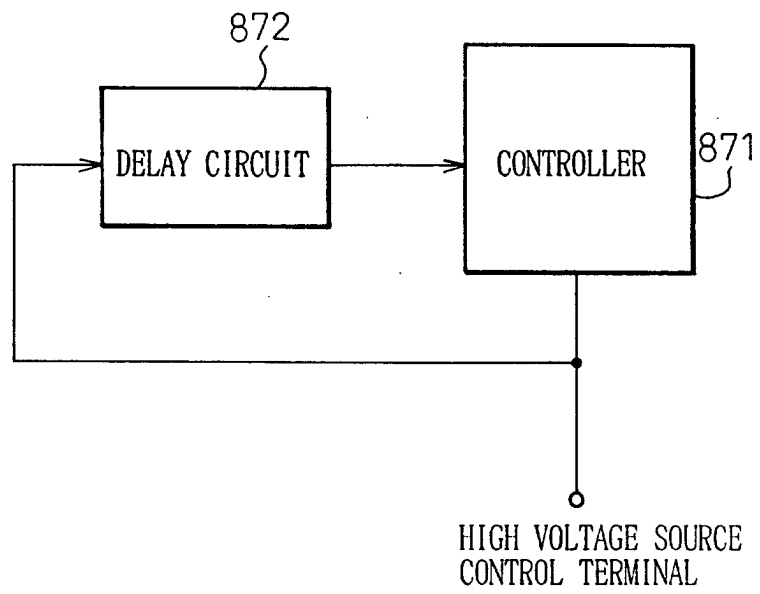 872
DELAY CIRCUIT
CONTROLLER
871
HIGH VOLTAGE SOURCE
CONTROL TERMINAL